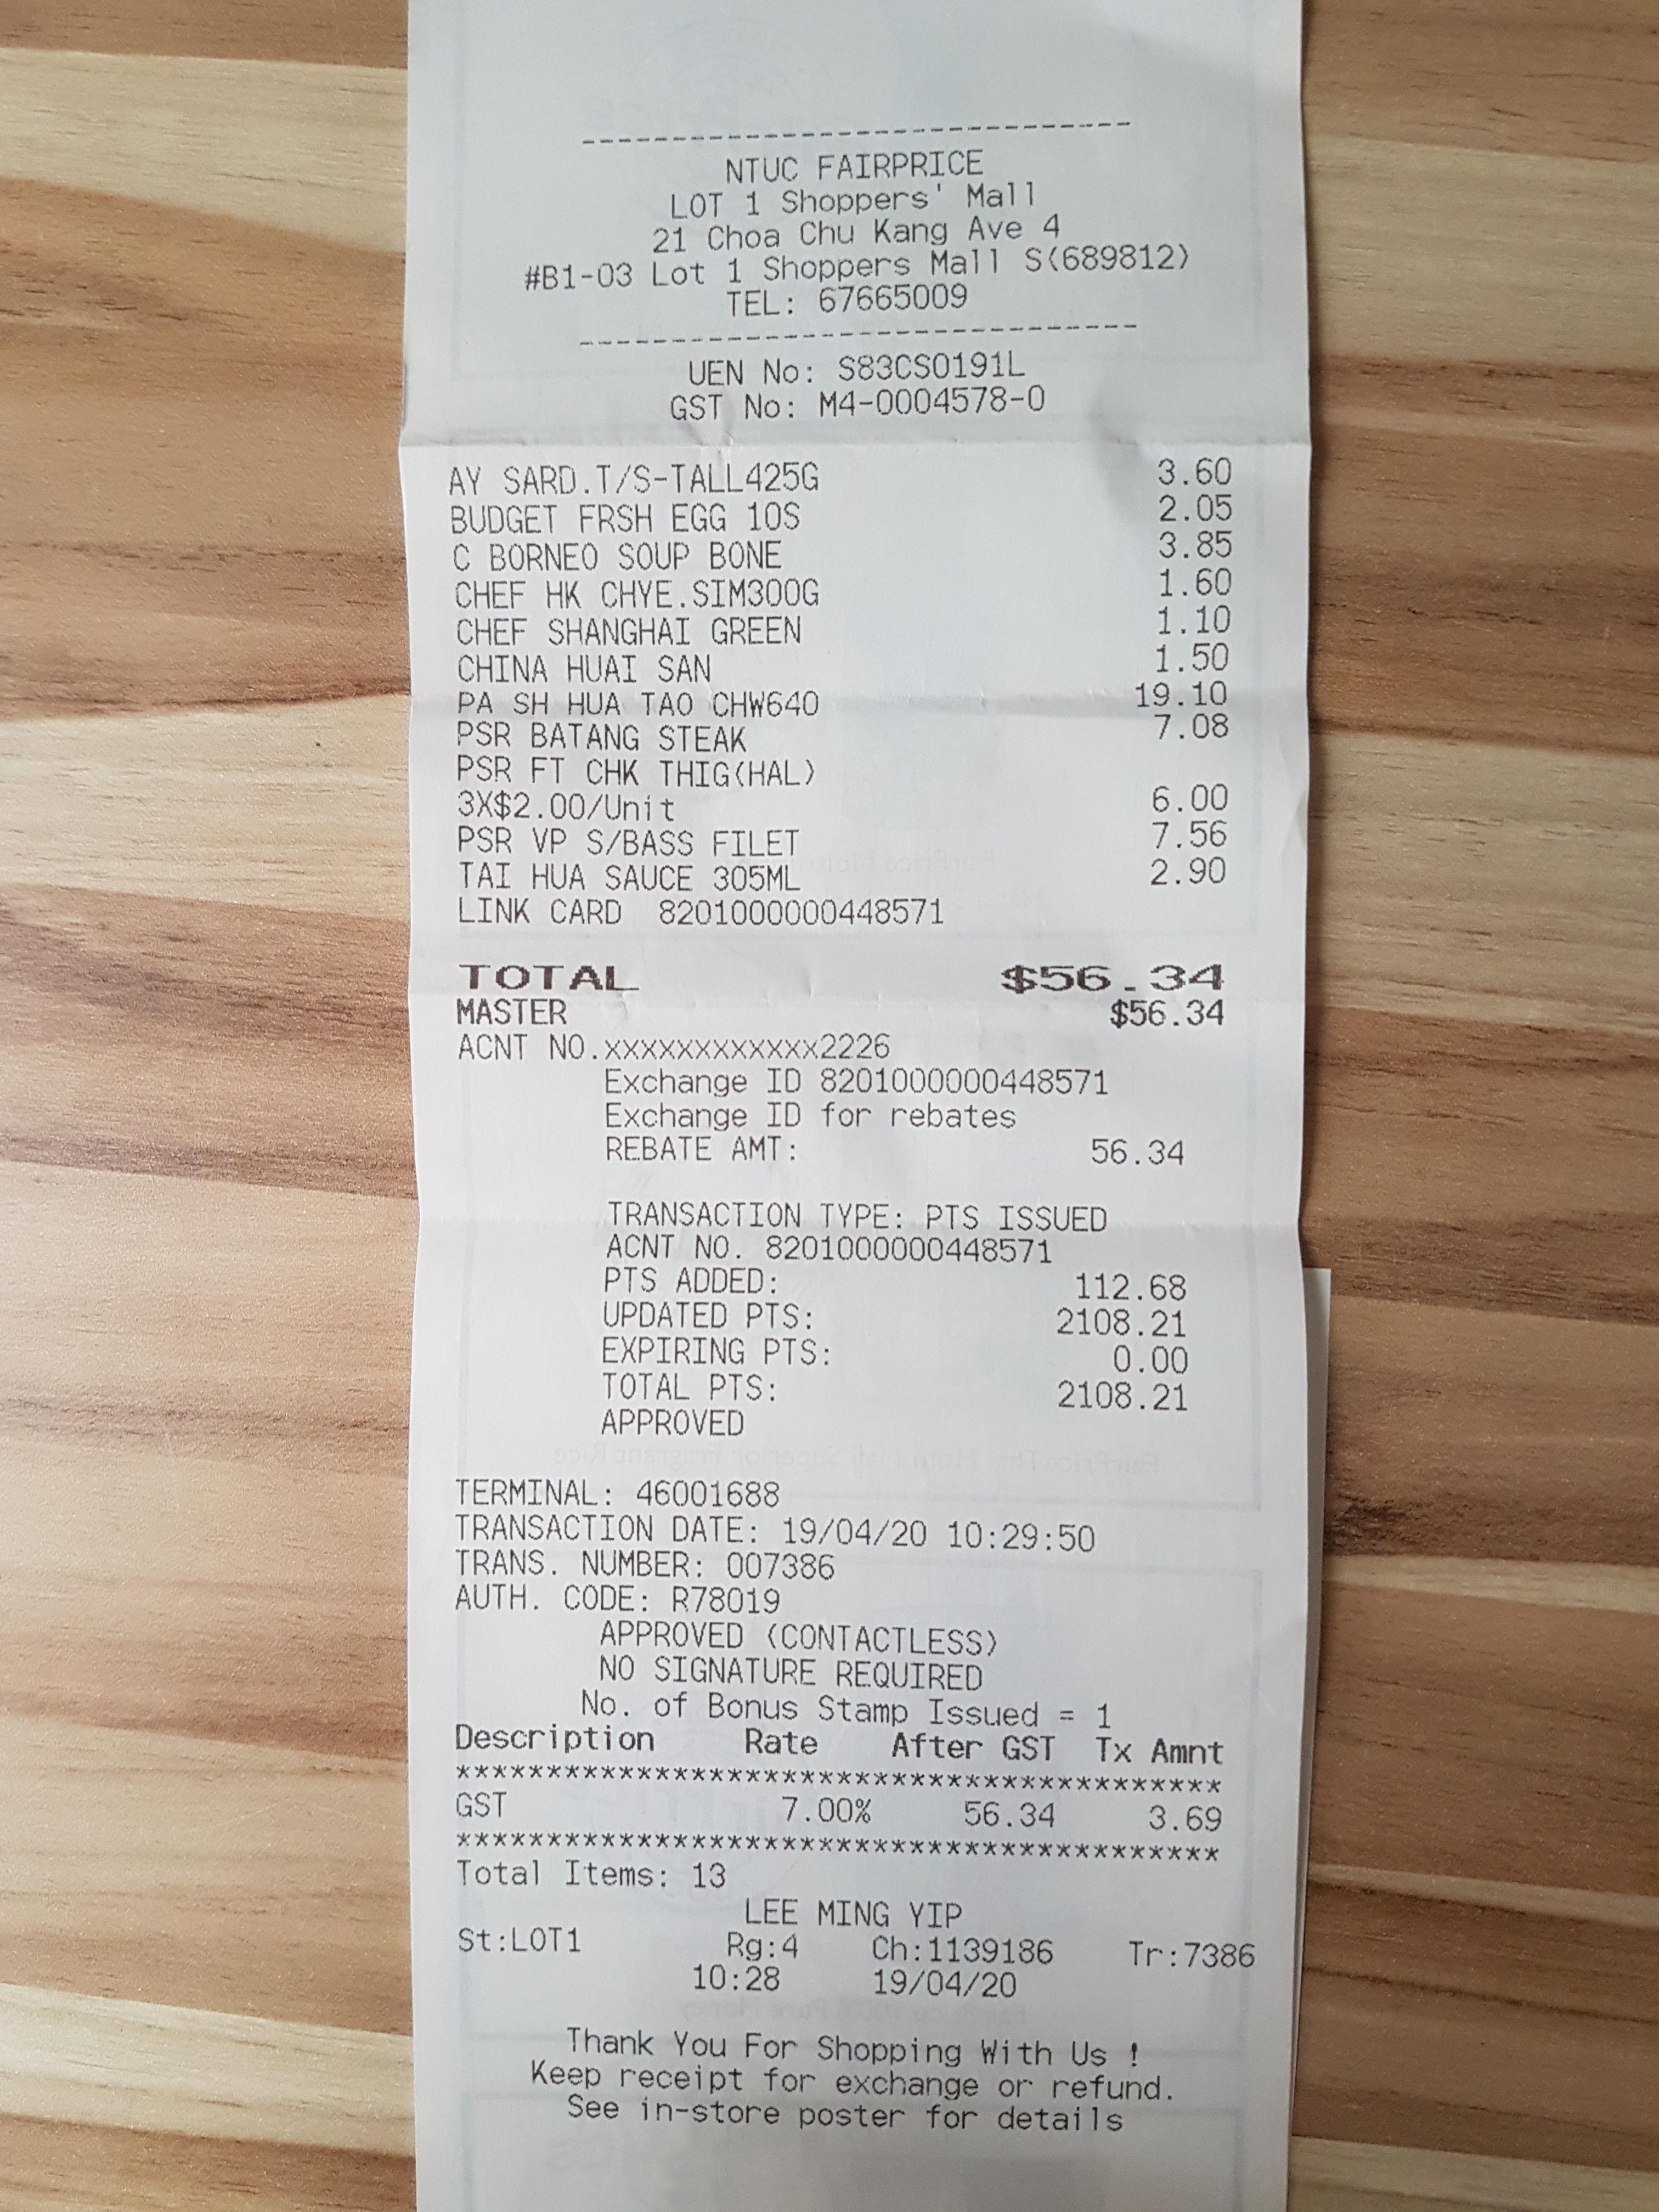 ------------------------------
NTUC FAIRPRICE
LOT 1 Shoppers' Mall
21 Choa Chu Kang Ave 4
#B1-03 Lot 1 Shoppers Mall S(689812)
TEL: 67665009
------------------------------
UEN No: S83CS0191L
GST No: M4-0004578-0
AY SARD.T/S-TALL425G 3.60
BUDGET FRSH EGG 10S 2.05
C BORNEO SOUP BONE 3.85
CHEF HK CHYE.SIM300G 1.60
CHEF SHANGHAI GREEN 1.10
CHINA HUAI SAN 1.50
PA SH HUA TAO CHW640 19.10
PSR BATANG STEAK 7.08
PSR FT CHK THIG(HAL)
3X$2.00/Unit 6.00
PSR VP S/BASS FILET 7.56
TAI HUA SAUCE 305ML 2.90
LINK CARD 8201000000448571
TOTAL $56.34
MASTER $56.34
ACNT NO.xxxxxxxxxxxx2226
Exchange ID 8201000000448571
Exchange ID for rebates
REBATE AMT: 56.34
TRANSACTION TYPE: PTS ISSUED
ACNT NO. 8201000000448571
PTS ADDED: 112.68
UPDATED PTS: 2108.21
EXPIRING PTS: 0.00
TOTAL PTS: 2108.21
APPROVED
TERMINAL: 46001688
TRANSACTION DATE: 19/04/20 10:29:50
TRANS. NUMBER: 007386
AUTH. CODE: R78019
APPROVED (CONTACTLESS)
NO SIGNATURE REQUIRED
No. of Bonus Stamp Issued = 1
Description Rate After GST Tx Amnt
******************************************
GST 7.00% 56.34 3.69
******************************************
Total Items: 13
LEE MING YIP
St:LOT1 Rg:4 Ch:1139186 Tr:7386
10:28 19/04/20
Thank You For Shopping With Us !
Keep receipt for exchange or refund.
See in-store poster for details